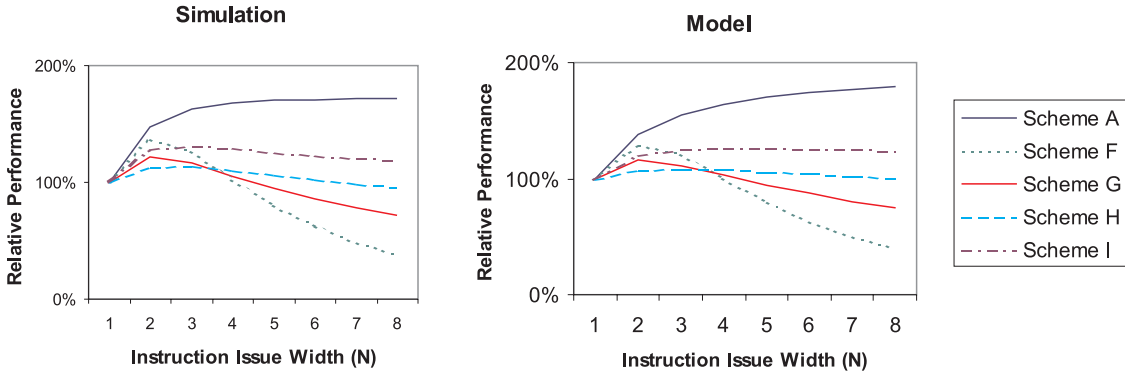 Simulation
Relative Performance
200%
100%
0%
1 2 3 4 5 6 7 8
Instruction Issue Width (N)
Model
Relative Performance
200%
100%
0%
1 2 3 4 5 6 7 8
Instruction Issue Width (N)
Scheme A
Scheme F
Scheme G
Scheme H
Scheme I